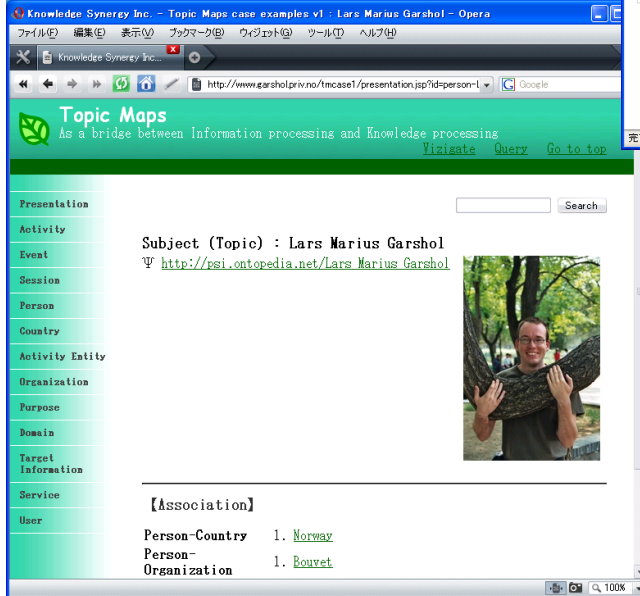 Knowledge Synergy Inc. - Topic Maps case examples v1 : Lars Marius Garshol - Opera
ファイル(F) 編集(E) 表示(V) ブックマーク(B) ウィジェット(G) ツール(T) ヘルプ(H)
Knowledge Synergy Inc...
http://www.garshol.priv.no/tmcase1/presentation.jsp?id=person-L
Google
Topic Maps
As a bridge between Information processing and Knowledge processing
Vizigate Query Go to top
Search
Presentation
Activity
Event
Session
Person
Country
Activity Entity
Organization
Purpose
Domain
Target
Information
Service
User
Subject (Topic) : Lars Marius Garshol
Ψ http://psi.ontopedia.net/Lars Marius Garshol
【Association】
Person-Country 1. Norway
Person-
Organization 1. Bouvet
100%